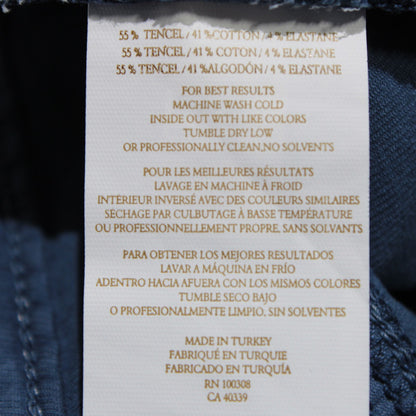 55 % TENCEL / 41 % COTTON / 4 % ELASTANE
55 % TENCEL / 41 % COTON / 4 % ELASTANE
55 % TENCEL / 41 %ALGODÓN / 4 % ELASTANE
FOR BEST RESULTS
MACHINE WASH COLD
INSIDE OUT WITH LIKE COLORS
TUMBLE DRY LOW
OR PROFESSIONALLY CLEAN,NO SOLVENTS
POUR LES MEILLEURES RÉSULTATS
LAVAGE EN MACHINE À FROID
INTÉRIEUR INVERSÉ AVEC DES COULEURS SIMILAIRES
SÉCHAGE PAR CULBUTAGE À BASSE TEMPÉRATURE
OU PROFESSIONNELLEMENT PROPRE, SANS SOLVANTS
PARA OBTENER LOS MEJORES RESULTADOS
LAVAR A MÁQUINA EN FRÍO
ADENTRO HACIA AFUERA CON LOS MISMOS COLORES
TUMBLE SECO BAJO
O PROFESIONALMENTE LIMPIO, SIN SOLVENTES
MADE IN TURKEY
FABRIQUÉ EN TURQUIE
FABRICADO EN TURQUÍA
RN 100308
CA 40339